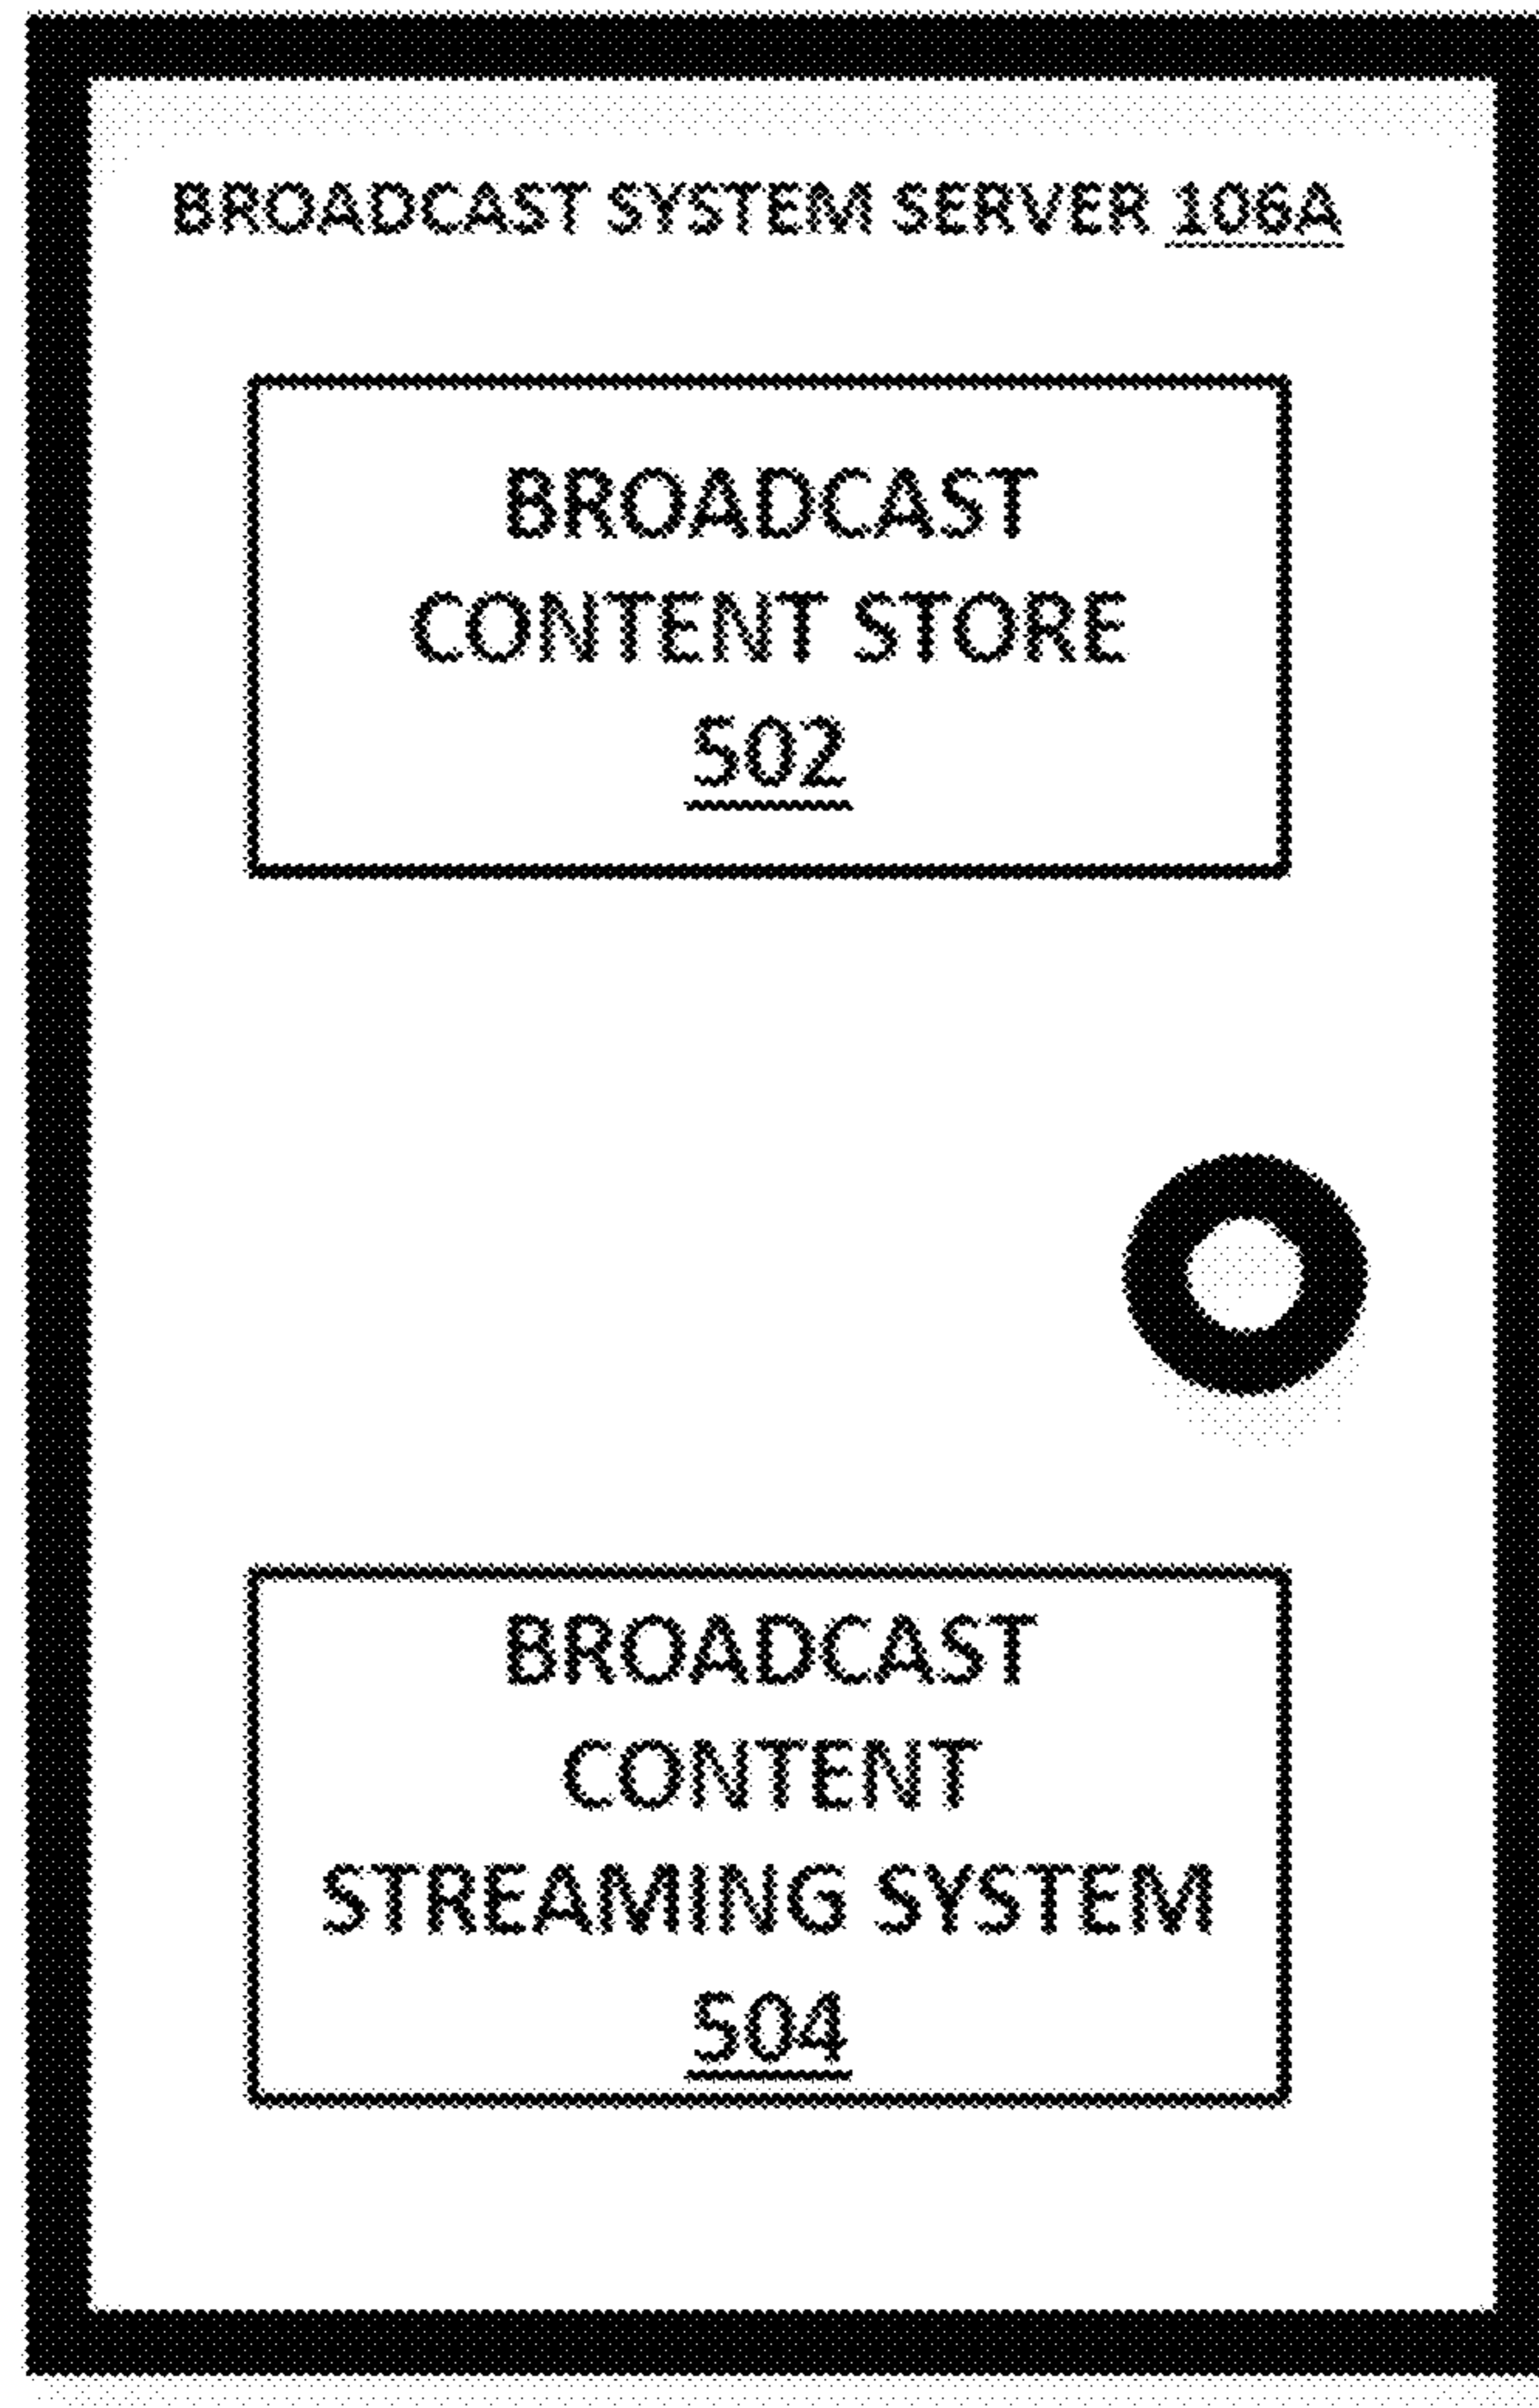 BROADCAST SYSTEM SERVER 106A
BROADCAST
CONTENT STORE
502
BROADCAST
CONTENT
STREAMING SYSTEM
504